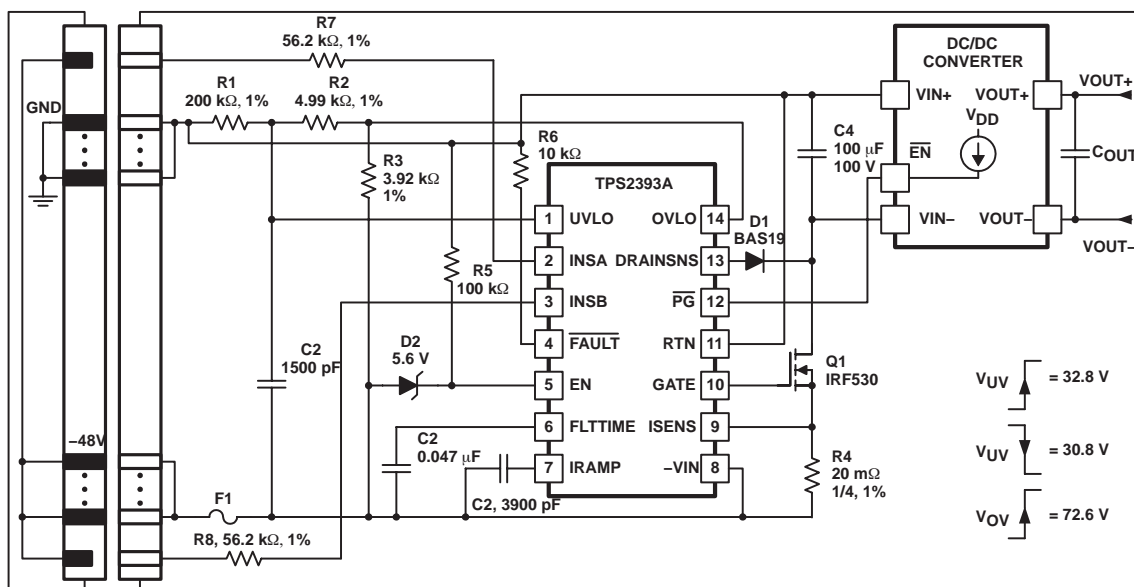 R7
56.2 kΩ, 1%
R1
200 kΩ, 1%
R2
4.99 kΩ, 1%
GND
R3
3.92 kΩ
1%
R6
10 kΩ
R5
100 kΩ
C2
1500 pF
D2
5.6 V
C2
0.047 μF
C2, 3900 pF
–48V
F1
R8, 56.2 kΩ, 1%
TPS2393A
1 UVLO
2 INSA
3 INSB
4 FAULT
5 EN
6 FLTTIME
7 IRAMP
OVLO 14
DRAINSNS 13
PG 12
RTN 11
GATE 10
ISENS 9
–VIN 8
D1
BAS19
C4
100 μF
100 V
Q1
IRF530
R4
20 mΩ
1/4, 1%
DC/DC
CONVERTER
VIN+
VOUT+
VDD
EN
VIN–
VOUT–
VOUT+
COUT
VOUT–
VUV = 32.8 V
VUV = 30.8 V
VOV = 72.6 V